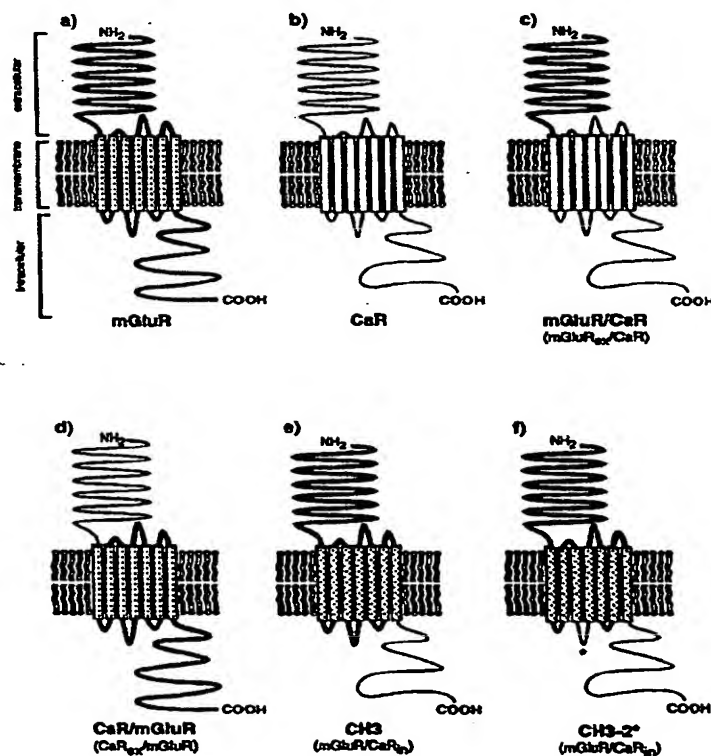 a)
NH2
b)
NH2
c)
NH2
extracellular
transmembrane
intracellular
COOH
COOH
COOH
mGluR
CaR
mGluR/CaR
(mGluRex/CaR)
d)
NH2
e)
NH2
f)
NH2
*
COOH
COOH
COOH
CaR/mGluR
(CaRex/mGluR)
CH3
(mGluR/CaRin)
CH3-2*
(mGluR/CaRin)